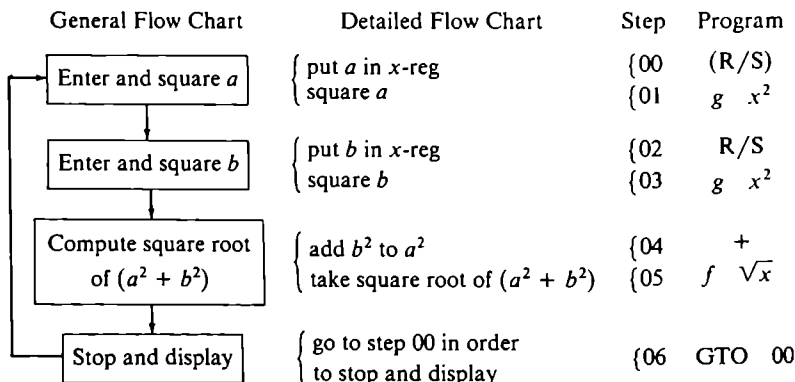 General Flow Chart Detailed Flow Chart Step Program
Enter and square a { put a in x-reg {00 (R/S)
square a {01 g x²
Enter and square b { put b in x-reg {02 R/S
square b {03 g x²
Compute square root { add b² to a² {04 +
of (a² + b²) take square root of (a² + b²) {05 f √x
Stop and display { go to step 00 in order {06 GTO 00
to stop and display